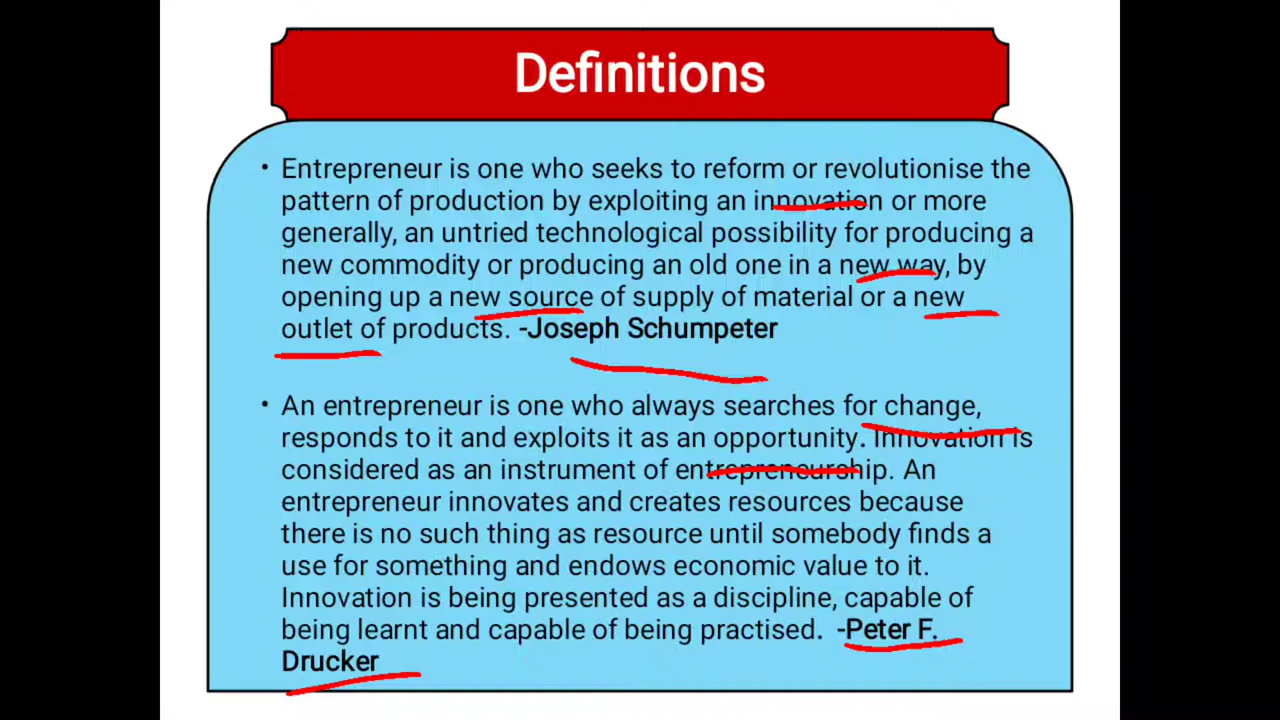 Definitions
• Entrepreneur is one who seeks to reform or revolutionise the
pattern of production by exploiting an innovation or more
generally, an untried technological possibility for producing a
new commodity or producing an old one in a new way, by
opening up a new source of supply of material or a new
outlet of products. -Joseph Schumpeter
• An entrepreneur is one who always searches for change,
responds to it and exploits it as an opportunity. Innovation is
considered as an instrument of entrepreneurship. An
entrepreneur innovates and creates resources because
there is no such thing as resource until somebody finds a
use for something and endows economic value to it.
Innovation is being presented as a discipline, capable of
being learnt and capable of being practised. -Peter F.
Drucker